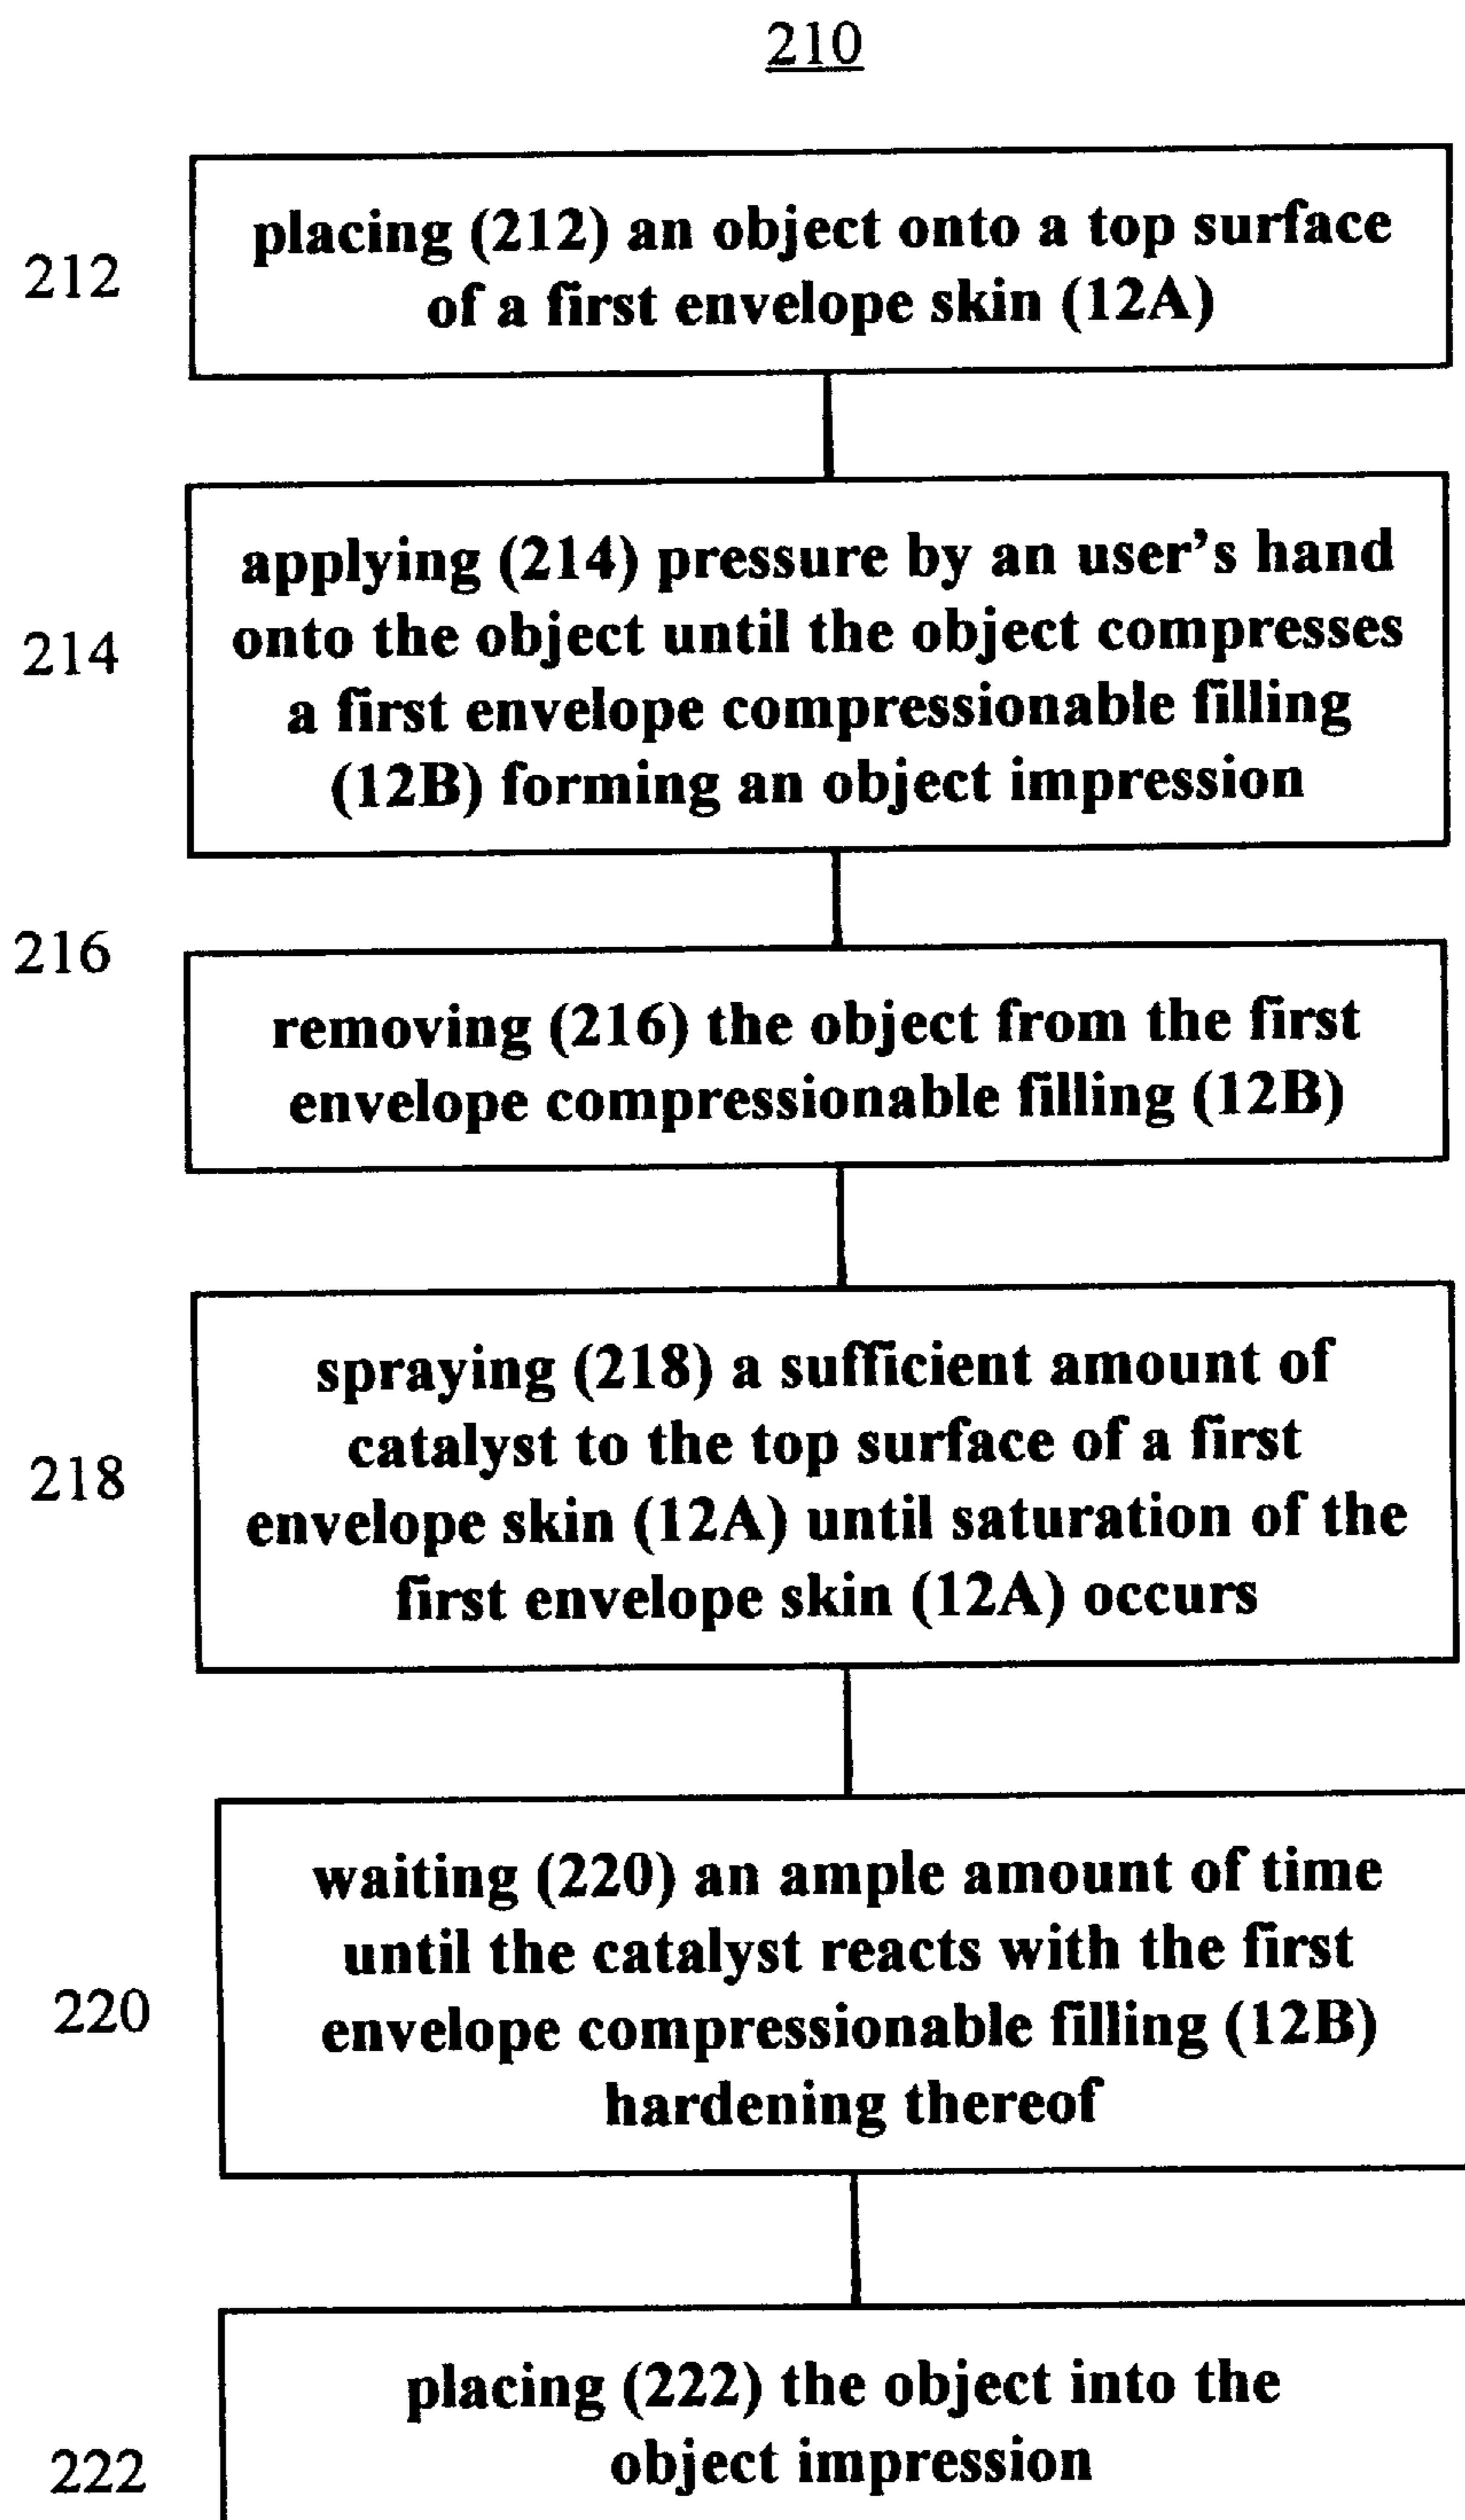 210
212
placing (212) an object onto a top surface
of a first envelope skin (12A)
214
applying (214) pressure by an user's hand
onto the object until the object compresses
a first envelope compressionable filling
(12B) forming an object impression
216
removing (216) the object from the first
envelope compressionable filling (12B)
218
spraying (218) a sufficient amount of
catalyst to the top surface of a first
envelope skin (12A) until saturation of the
first envelope skin (12A) occurs
220
waiting (220) an ample amount of time
until the catalyst reacts with the first
envelope compressionable filling (12B)
hardening thereof
222
placing (222) the object into the
object impression